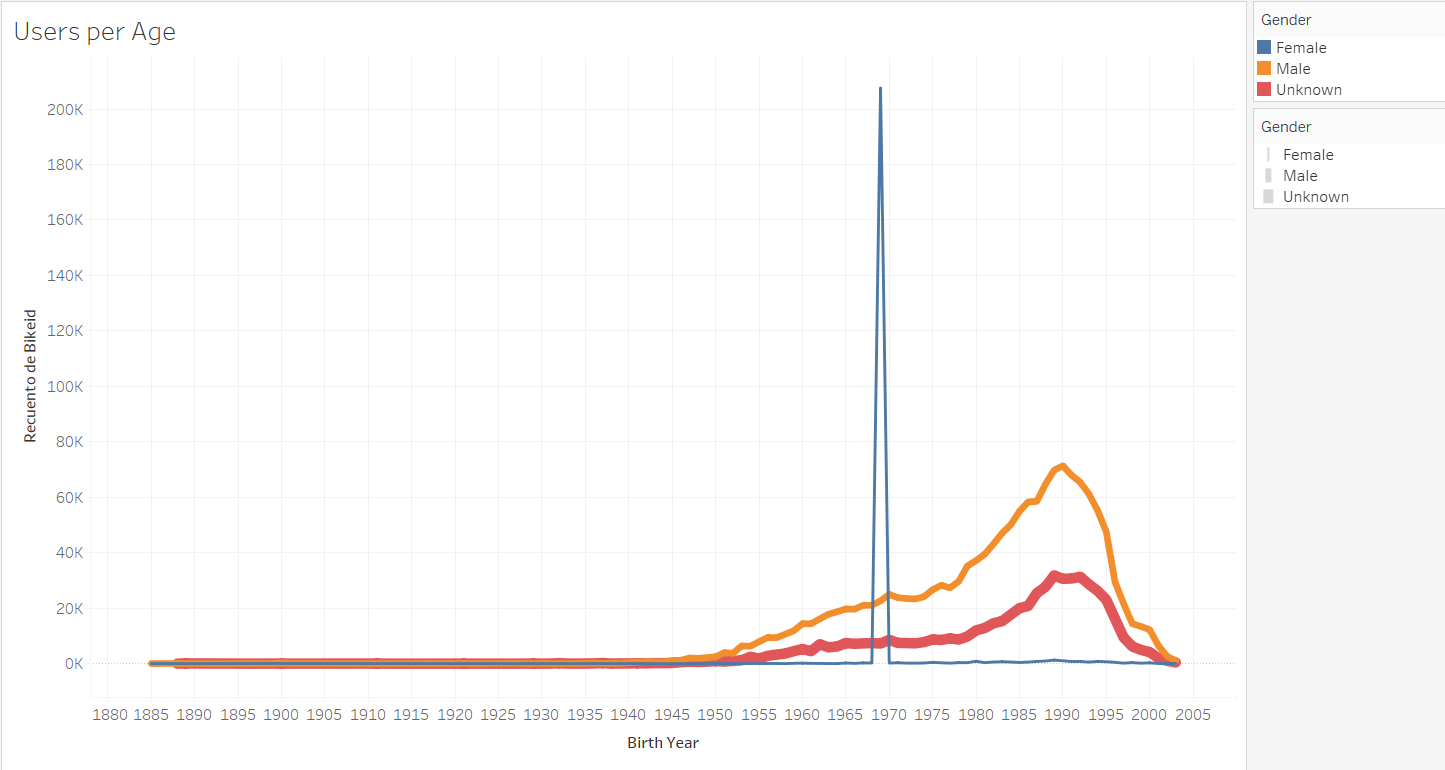 Users per Age
Gender
Female
Male
Unknown
Gender
Female
Male
Unknown
200K
180K
160K
140K
120K
100K
80K
60K
40K
20K
0K
Recuento de Bikeid
1880 1885 1890 1895 1900 1905 1910 1915 1920 1925 1930 1935 1940 1945 1950 1955 1960 1965 1970 1975 1980 1985 1990 1995 2000 2005
Birth Year